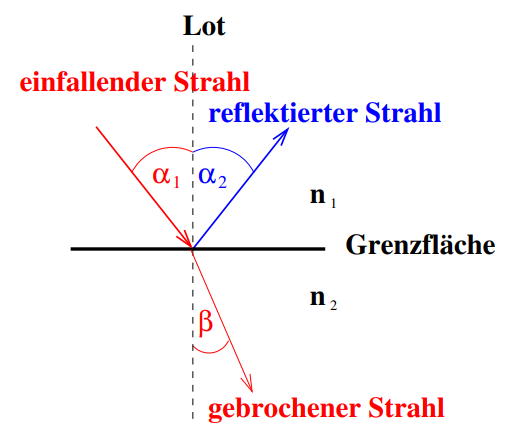 Lot
einfallender Strahl
reflektierter Strahl
α₁ α₂
n₁
Grenzfläche
n₂
β
gebrochener Strahl